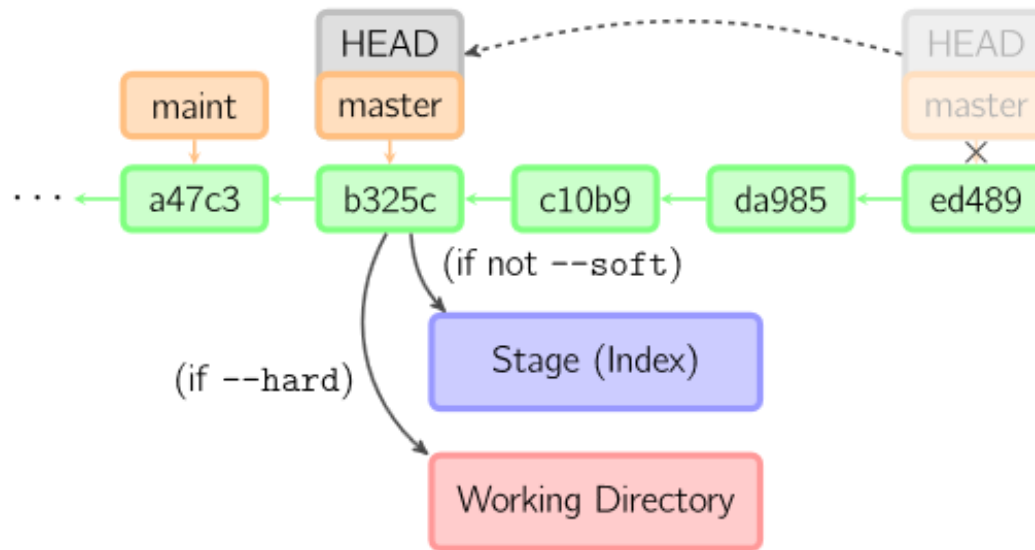 HEAD
HEAD
maint
master
master
...
a47c3
b325c
c10b9
da985
ed489
(if not --soft)
Stage (Index)
(if --hard)
Working Directory